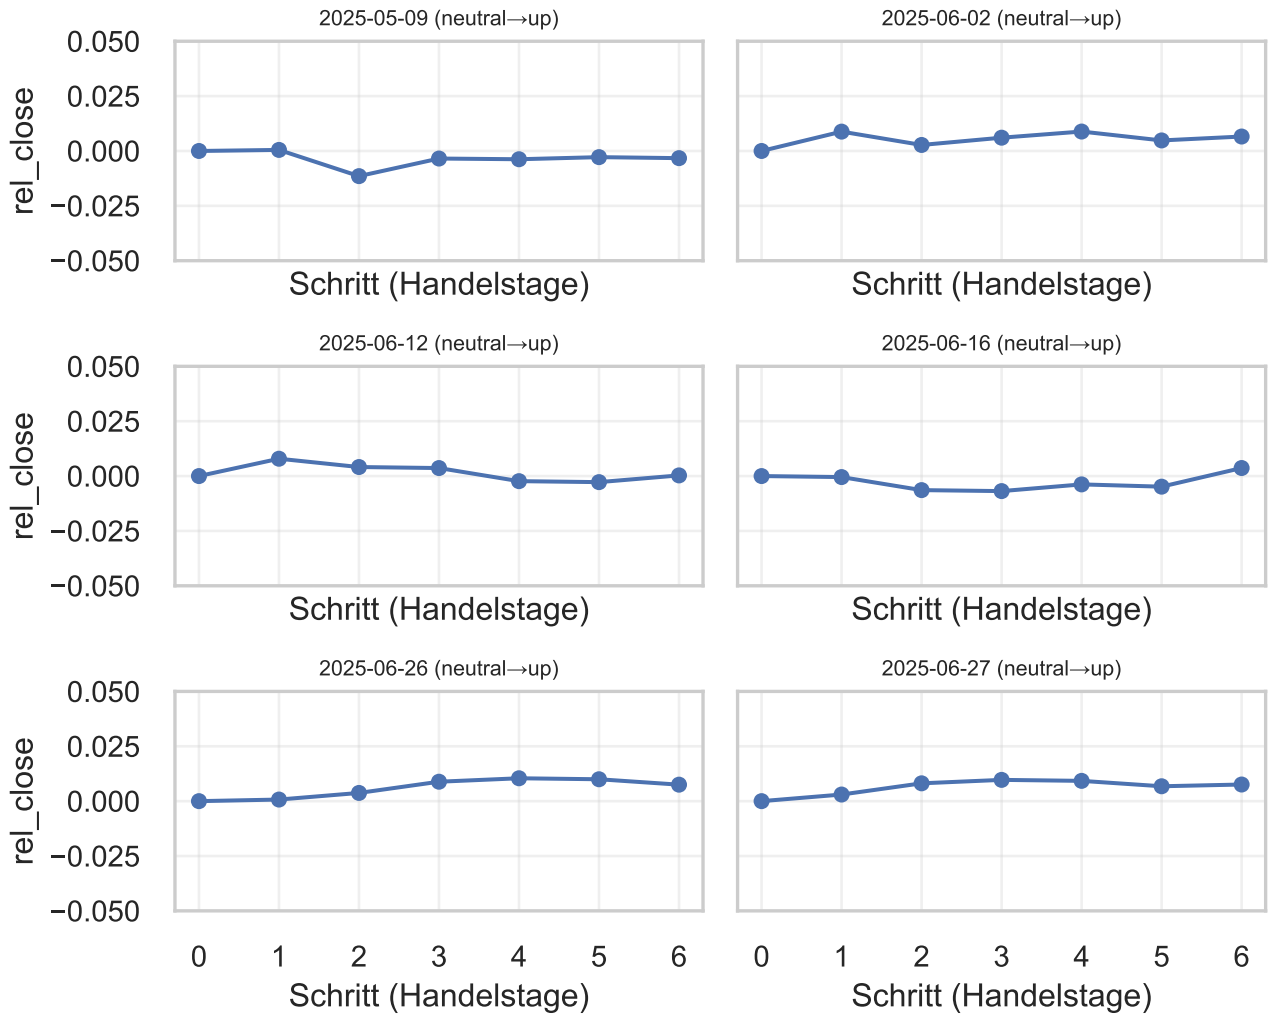 2025-05-09 (neutral→up)
2025-06-02 (neutral→up)
0.050
0.025
0.000
−0.025
−0.050
rel_close
Schritt (Handelstage)
Schritt (Handelstage)
2025-06-12 (neutral→up)
2025-06-16 (neutral→up)
0.050
0.025
0.000
−0.025
−0.050
rel_close
Schritt (Handelstage)
Schritt (Handelstage)
2025-06-26 (neutral→up)
2025-06-27 (neutral→up)
0.050
0.025
0.000
−0.025
−0.050
rel_close
0 1 2 3 4 5 6
0 1 2 3 4 5 6
Schritt (Handelstage)
Schritt (Handelstage)